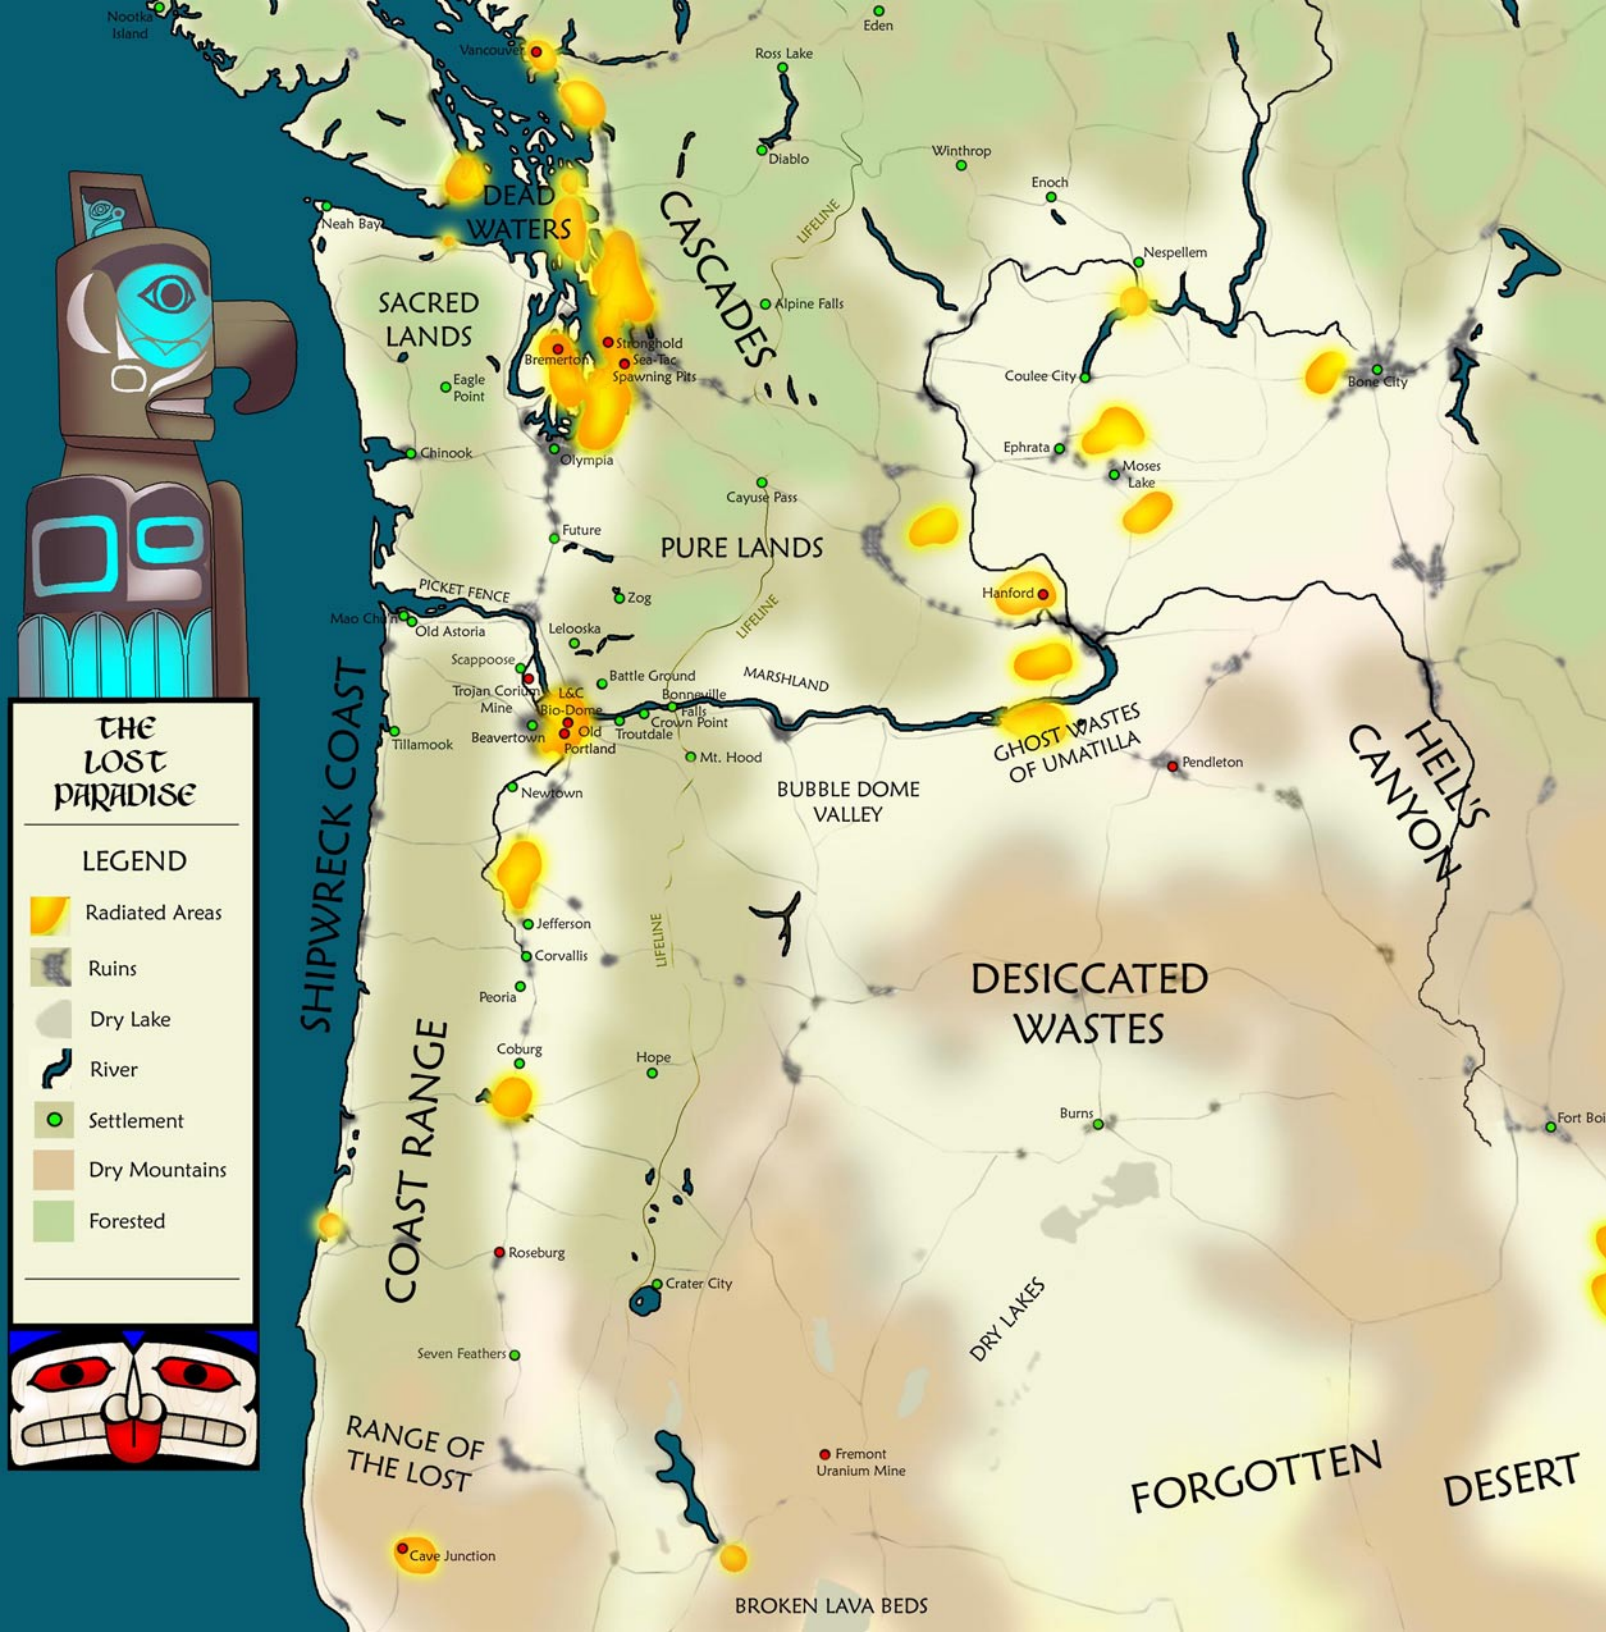 Nootka
Island
Eden
Vancouver
Ross Lake
Diablo
Winthrop
Enoch
CASCADES
LIFELINE
DEAD
WATERS
Neah Bay
Nespellem
SACRED
LANDS
Alpine Falls
Stronghold
Bremerton
Sea-Tac
Spawning Pits
Coulee City
Bone City
Eagle
Point
Chinook
Olympia
Ephrata
Moses
Lake
Cayuse Pass
Future
PURE LANDS
PICKET FENCE
Zog
Hanford
LIFELINE
Mao Chu'n
Old Astoria
Lelooska
Scappoose
Battle Ground
MARSHLAND
Trojan Corium
Mine
L&C
Bio-Dome
Bonneville
Falls
Crown Point
Troutdale
Beavertown
Old
Portland
Tillamook
Mt. Hood
GHOST WASTES
OF UMATILLA
Pendleton
HELL'S
CANYON
Newtown
BUBBLE DOME
VALLEY
THE
LOST
PARADISE
LEGEND
Radiated Areas
Ruins
Dry Lake
River
Settlement
Dry Mountains
Forested
SHIPWRECK COAST
Jefferson
Corvallis
Peoria
LIFELINE
DESICCATED
WASTES
COAST RANGE
Coburg
Hope
Burns
Fort Boi
Roseburg
Crater City
DRY LAKES
Seven Feathers
RANGE OF
THE LOST
Fremont
Uranium Mine
FORGOTTEN DESERT
Cave Junction
BROKEN LAVA BEDS